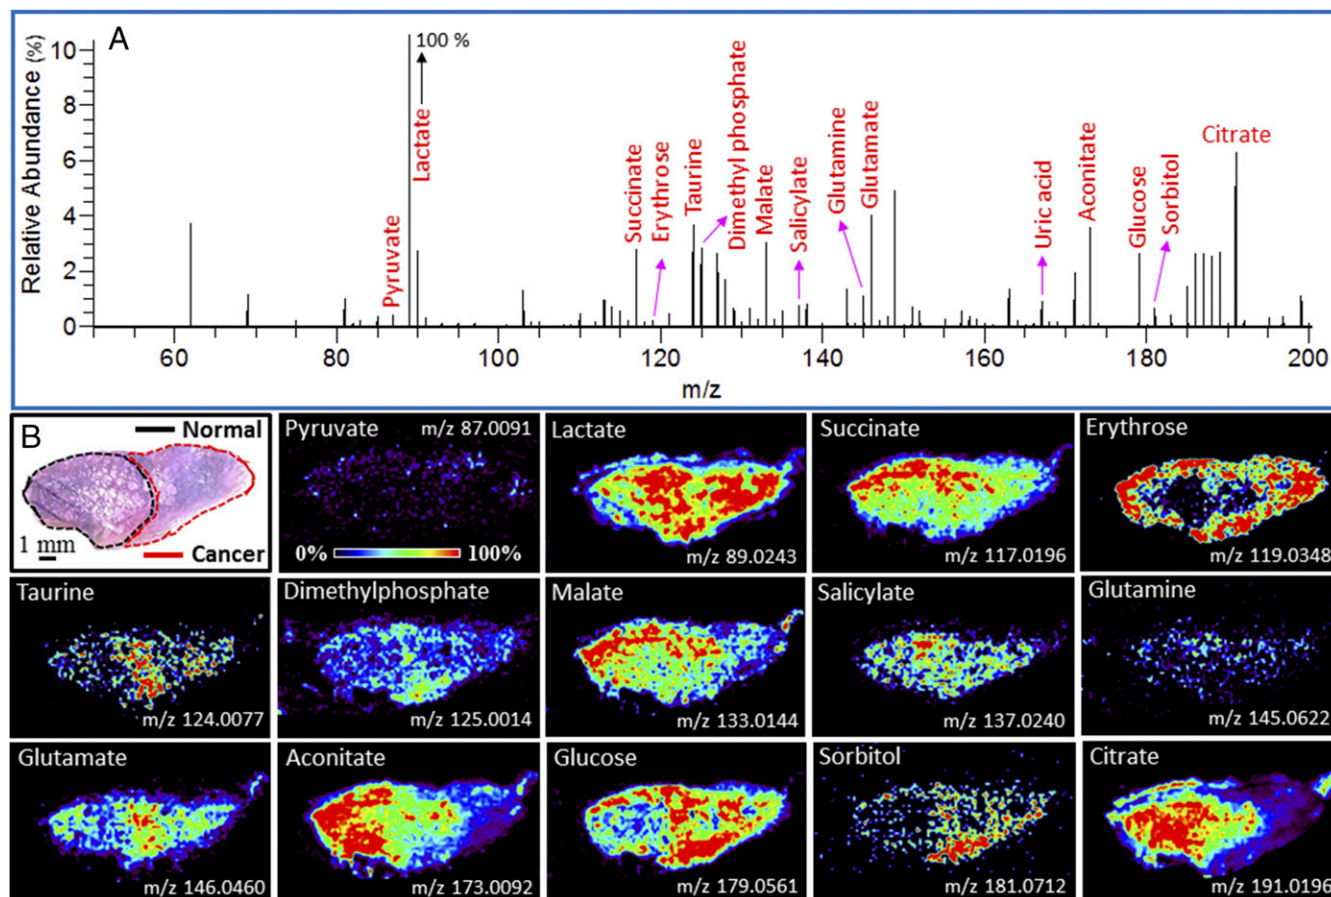 A
100 %
Relative Abundance (%)
10
8
6
4
2
0
Pyruvate
Lactate
Succinate
Erythrose
Taurine
Dimethyl phosphate
Malate
Salicylate
Glutamine
Glutamate
Uric acid
Aconitate
Glucose
Sorbitol
Citrate
60 80 100 120 140 160 180 200
m/z
B
Normal
1 mm
Cancer
Pyruvate m/z 87.0091
0% 100%
Lactate
m/z 89.0243
Succinate
m/z 117.0196
Erythrose
m/z 119.0348
Taurine
m/z 124.0077
Dimethylphosphate
m/z 125.0014
Malate
m/z 133.0144
Salicylate
m/z 137.0240
Glutamine
m/z 145.0622
Glutamate
m/z 146.0460
Aconitate
m/z 173.0092
Glucose
m/z 179.0561
Sorbitol
m/z 181.0712
Citrate
m/z 191.0196